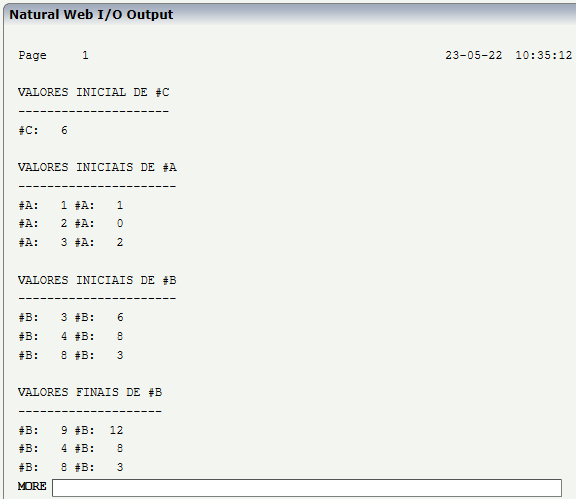 Natural Web I/O Output
Page 1 23-05-22 10:35:12
VALORES INICIAL DE #C
---------------------
#C: 6
VALORES INICIAIS DE #A
----------------------
#A: 1 #A: 1
#A: 2 #A: 0
#A: 3 #A: 2
VALORES INICIAIS DE #B
----------------------
#B: 3 #B: 6
#B: 4 #B: 8
#B: 8 #B: 3
VALORES FINAIS DE #B
--------------------
#B: 9 #B: 12
#B: 4 #B: 8
#B: 8 #B: 3
MORE